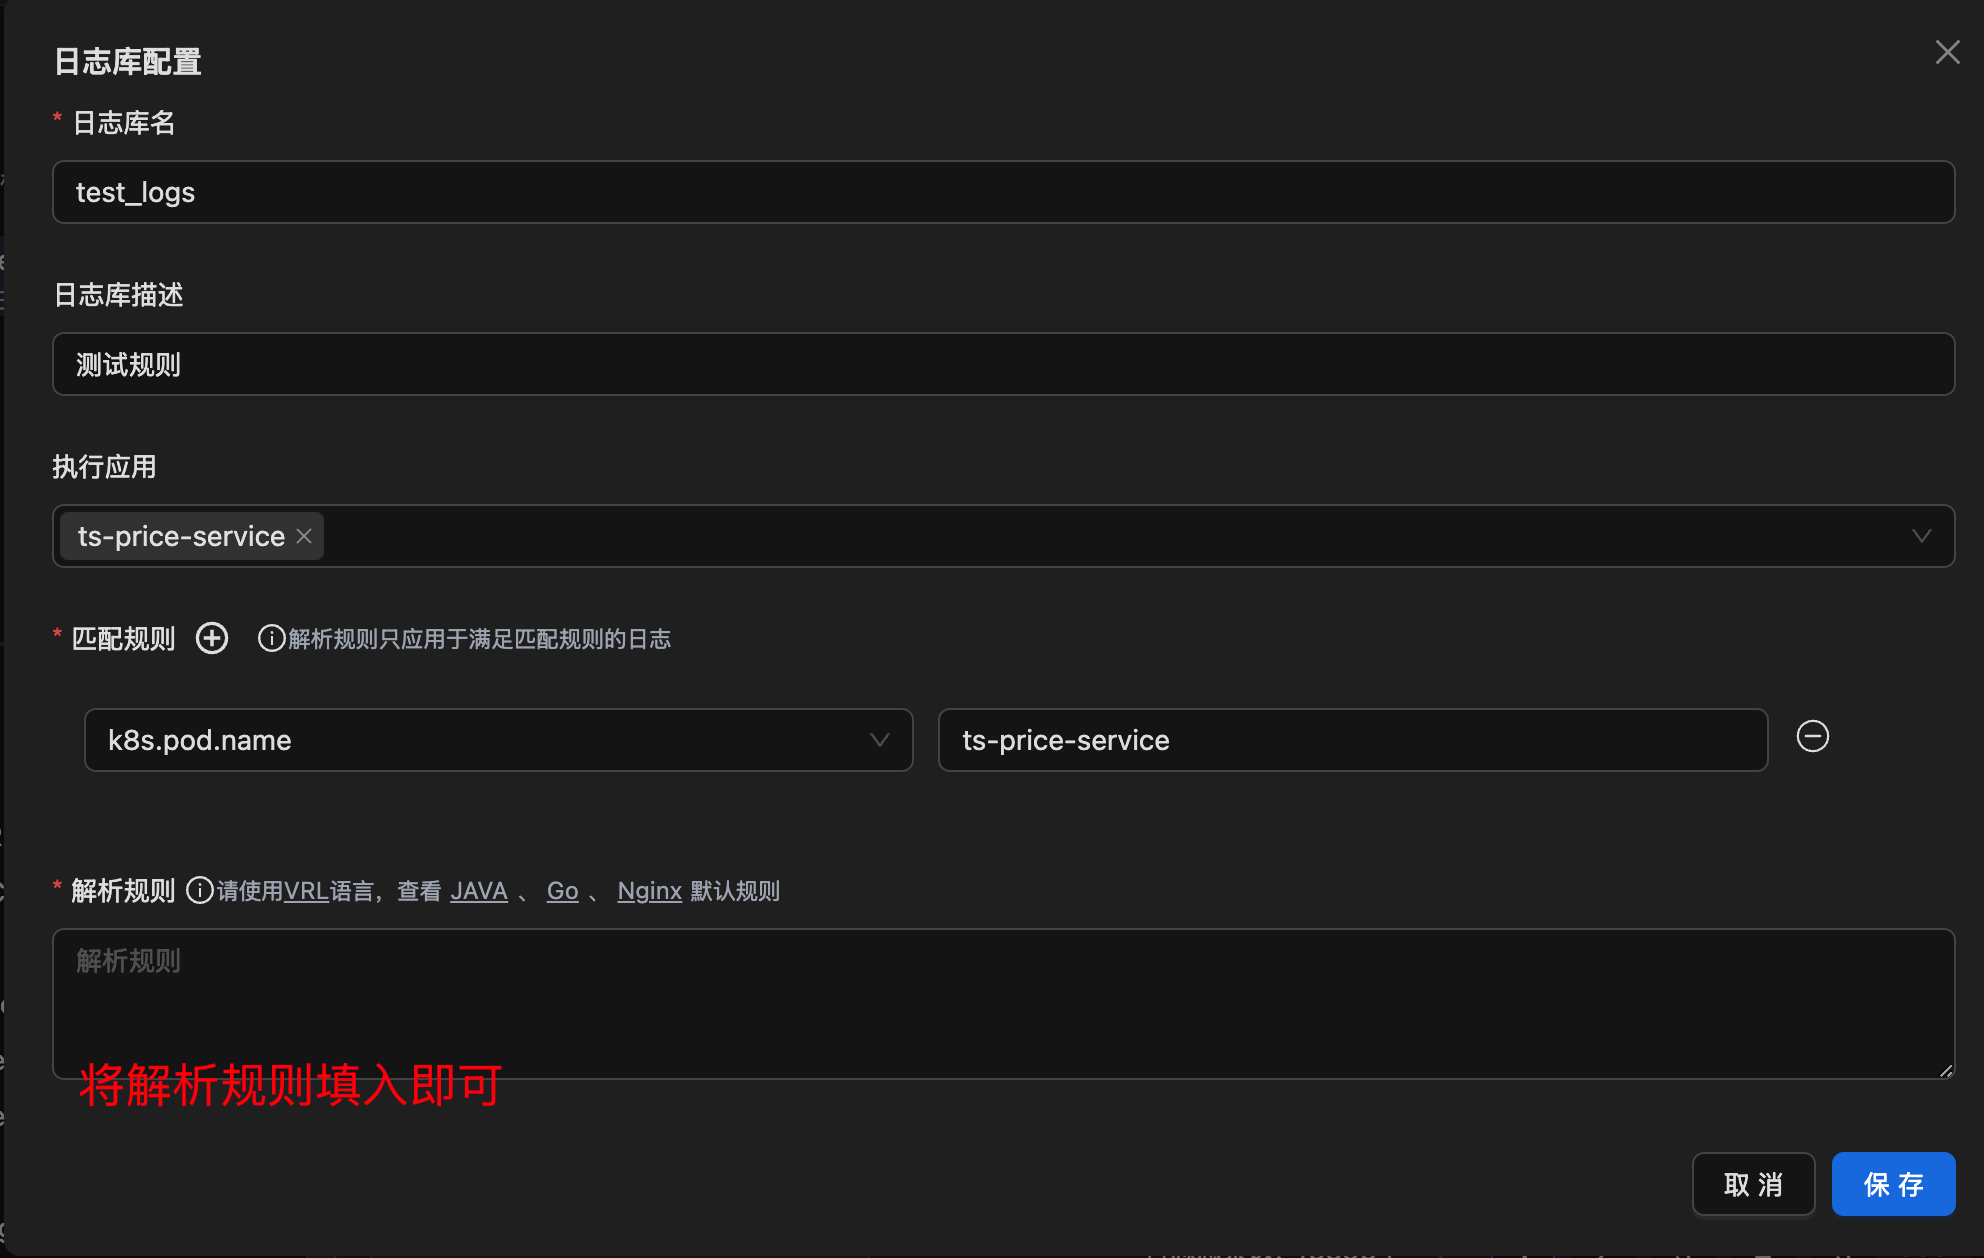 日志库配置
* 日志库名
test_logs
日志库描述
测试规则
执行应用
ts-price-service
* 匹配规则 解析规则只应用于满足匹配规则的日志
k8s.pod.name ts-price-service
* 解析规则 请使用VRL语言，查看 JAVA 、 Go 、 Nginx 默认规则
解析规则
将解析规则填入即可
取 消 保 存